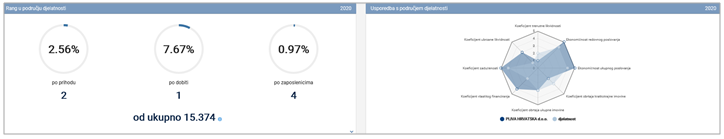 Rang u području djelatnosti
2020
2.56%
7.67%
0.97%
po prihodu
po dobiti
po zaposlenicima
2
1
4
od ukupno 15.374
Usporedba s područjem djelatnosti
2020
Koeficijent trenutne likvidnosti
Koeficijent ubrzane likvidnosti
Ekonomičnost redovnog poslovanja
Koeficijent zaduženosti
Ekonomičnost ukupnog poslovanja
Koeficijent vlastitog financiranja
Koeficijent obrtaja kratkotrajne imovine
Koeficijent obrtaja ukupne imovine
PLIVA HRVATSKA d.o.o.
djelatnost